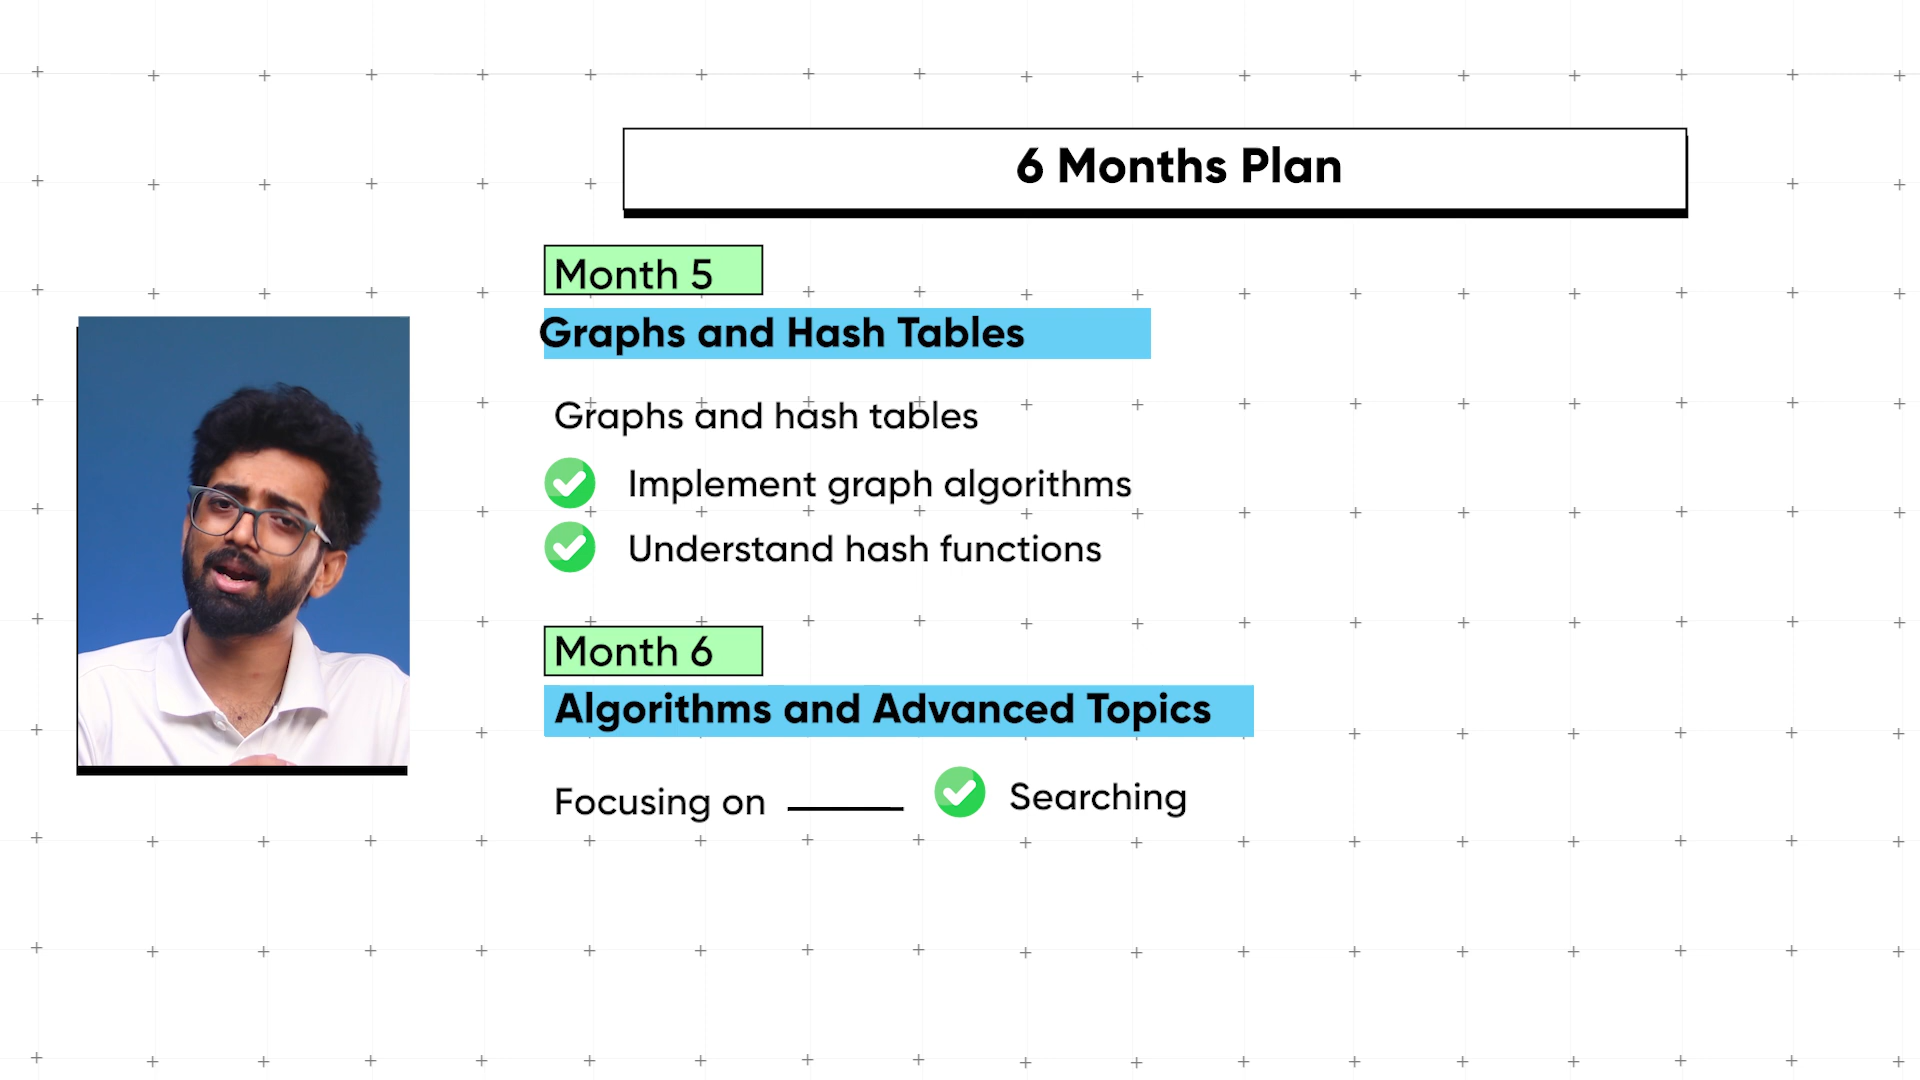 6 Months Plan
Month 5
Graphs and Hash Tables
Graphs and hash tables
Implement graph algorithms
Understand hash functions
Month 6
Algorithms and Advanced Topics
Focusing on
Searching